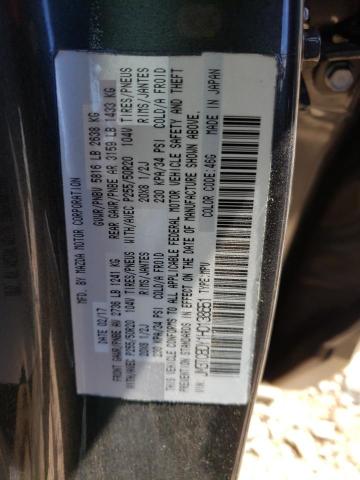 MFD. BY MAZDA MOTOR CORPORATION
DATE: 02/17 GVWR/PNBV 5816 LB 2638 KG
FRONT GAWR/PNBE AV 2736 LB 1241 KG REAR GAWR/PNBE AR 3159 LB 1433 KG
WITH/AVEC P255/50R20 104V TIRES/PNEUS WITH/AVEC P255/50R20 104V TIRES/PNEUS
20X8 1/2J RIMS/JANTES 20X8 1/2J RIMS/JANTES
230 KPA/34 PSI COLD/A FROID 230 KPA/34 PSI COLD/A FROID
THIS VEHICLE CONFORMS TO ALL APPLICABLE FEDERAL MOTOR VEHICLE SAFETY AND THEFT
PREVENTION STANDARDS IN EFFECT ON THE DATE OF MANUFACTURE SHOWN ABOVE.
TYPE: MPV COLOR CODE: 46G MADE IN JAPAN